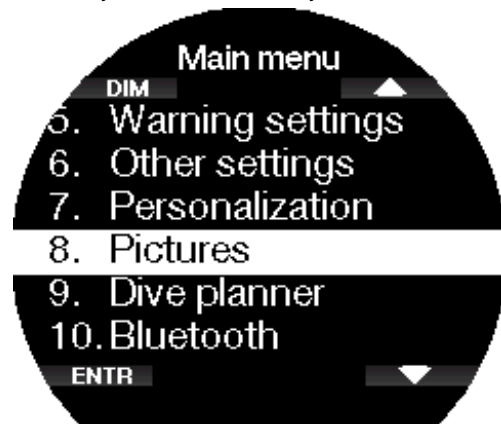 Main menu
DIM
5. Warning settings
6. Other settings
7. Personalization
8. Pictures
9. Dive planner
10. Bluetooth
ENTR